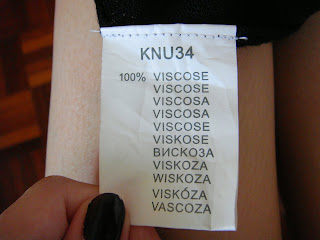 KNU34
100% VISCOSE
VISCOSE
VISCOSA
VISCOSA
VISCOSE
VISKOSE
ВИСКОЗА
VISKOZA
WISKOZA
VISKÓZA
VASCOZA